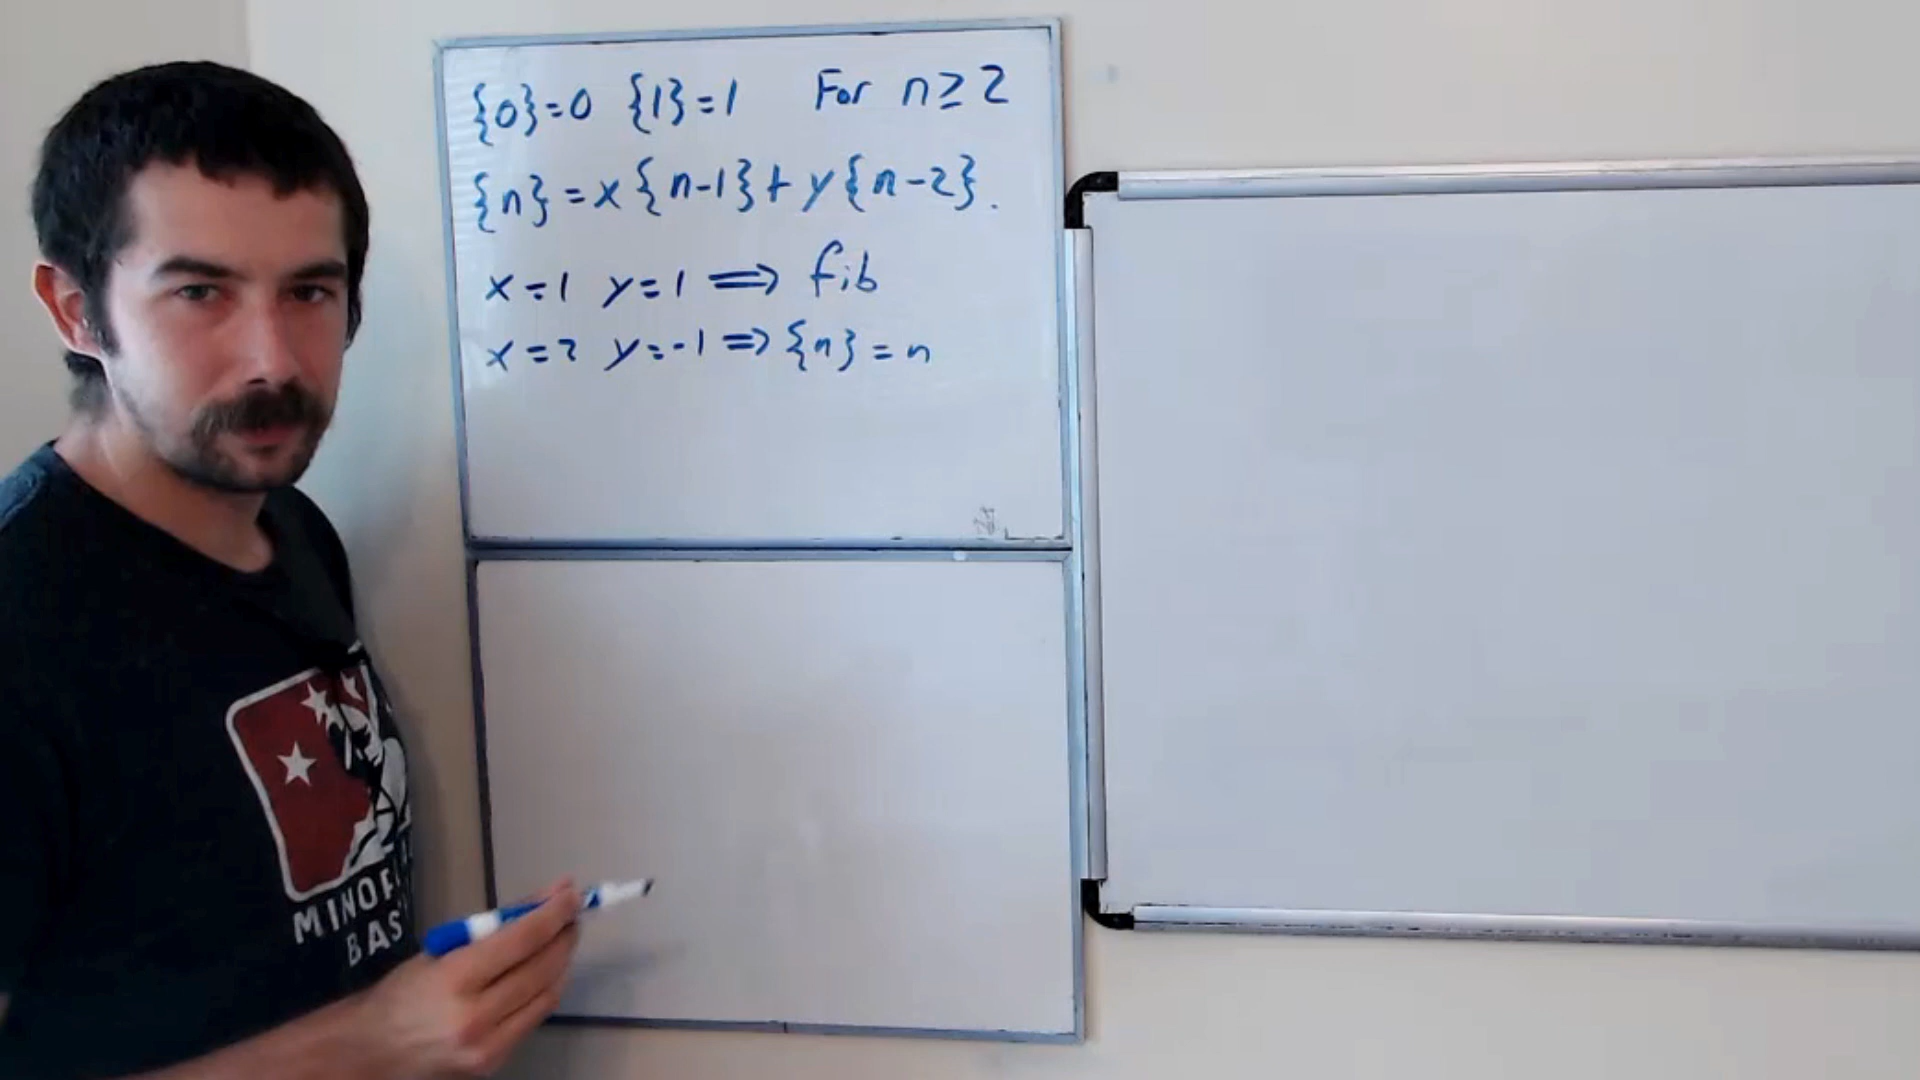 {0}=0 {1}=1 For n≥2
{n}=x{n-1}+y{n-2}.
x=1 y=1 ⟹ fib
x=2 y=-1 ⟹ {n}=n
MINOR
BAS